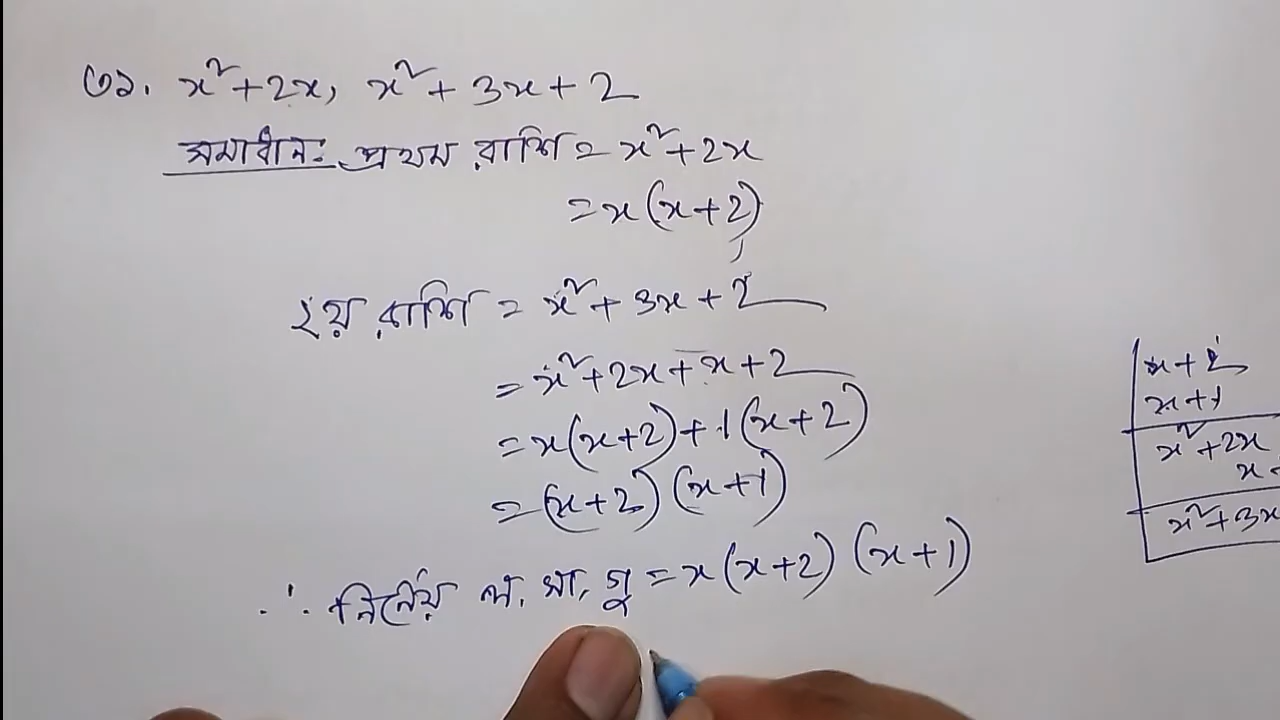 ৩১. x²+2x, x²+3x+2
সমাধান: প্রথম রাশি = x²+2x
= x(x+2)
২য় রাশি = x²+3x+2
= x²+2x+x+2
= x(x+2)+1(x+2)
= (x+2)(x+1)
∴ নির্ণেয় ল.সা.গু = x(x+2)(x+1)
x+2
x+1
x²+2x
x+
x²+3x